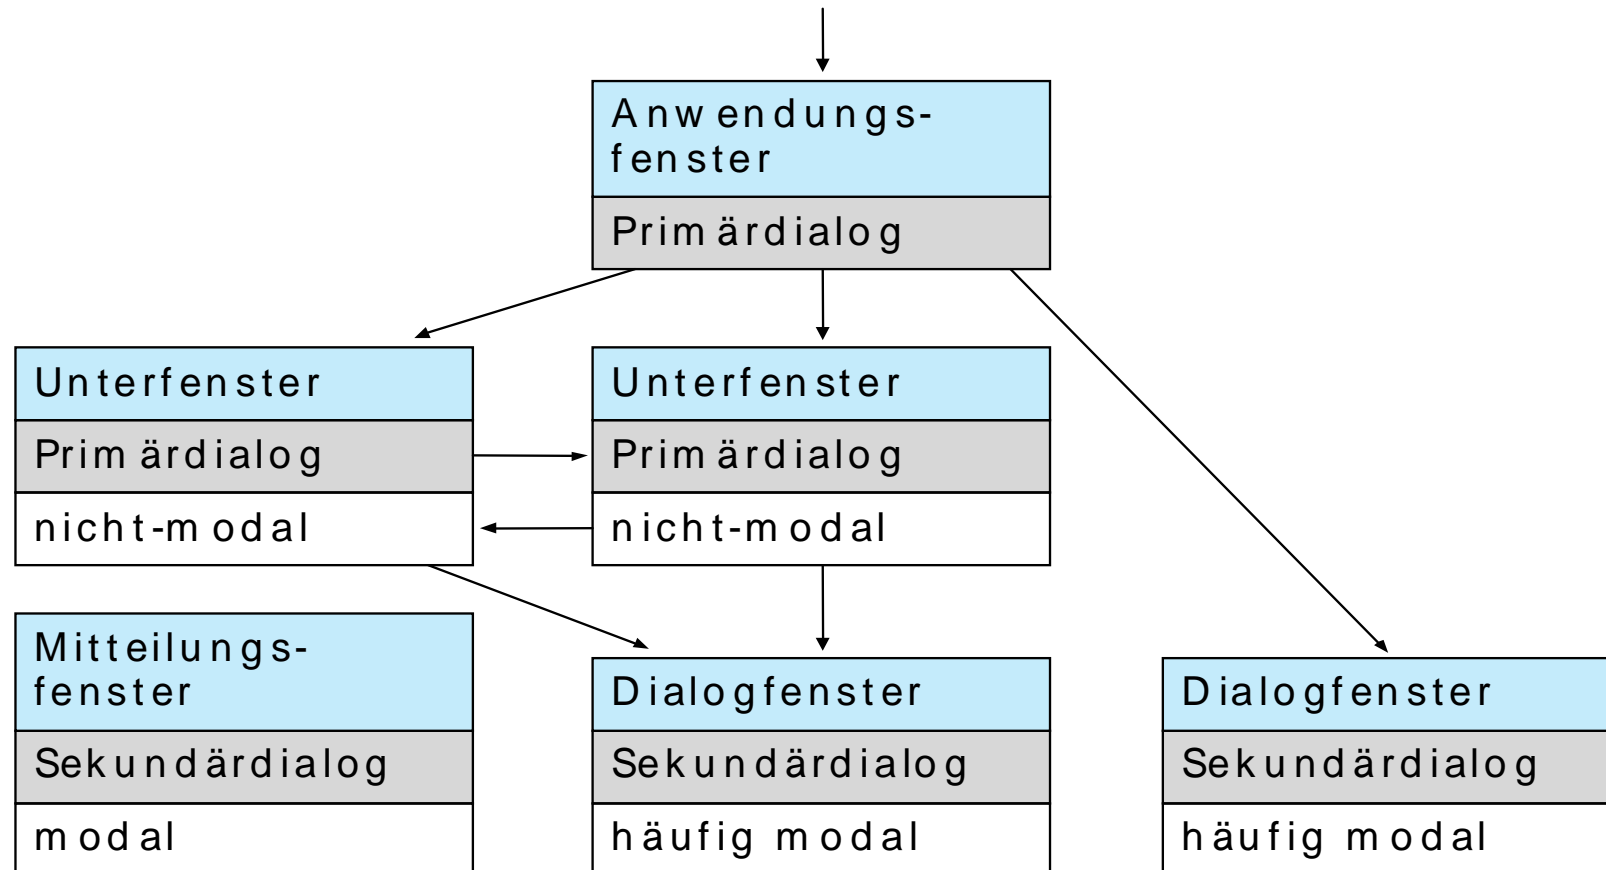 Anwendungs-
fenster
Primärdialog
Unterfenster
Primärdialog
nicht-modal
Unterfenster
Primärdialog
nicht-modal
Mitteilungs-
fenster
Sekundärdialog
modal
Dialogfenster
Sekundärdialog
häufig modal
Dialogfenster
Sekundärdialog
häufig modal